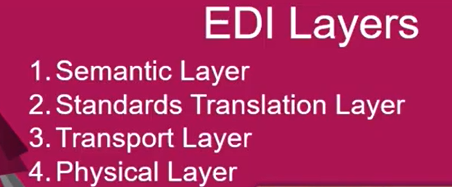 EDI Layers
1. Semantic Layer
2. Standards Translation Layer
3. Transport Layer
4. Physical Layer